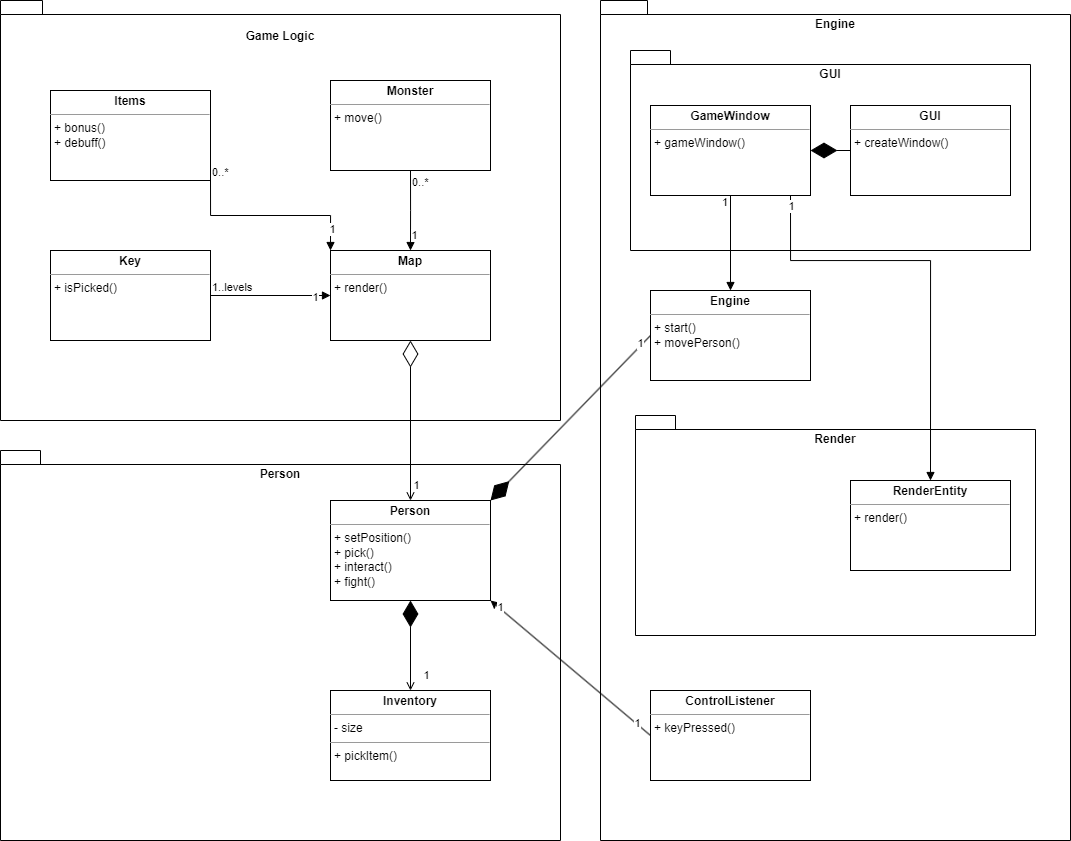 Game Logic
Items
+ bonus()
+ debuff()
0..*
1
Monster
+ move()
0..*
1
Key
+ isPicked()
1..levels
1
Map
+ render()
Person
1
Person
+ setPosition()
+ pick()
+ interact()
+ fight()
1
1
Inventory
- size
+ pickItem()
Engine
GUI
GameWindow
+ gameWindow()
GUI
+ createWindow()
1
1
Engine
+ start()
+ movePerson()
1
Render
RenderEntity
+ render()
ControlListener
+ keyPressed()
1